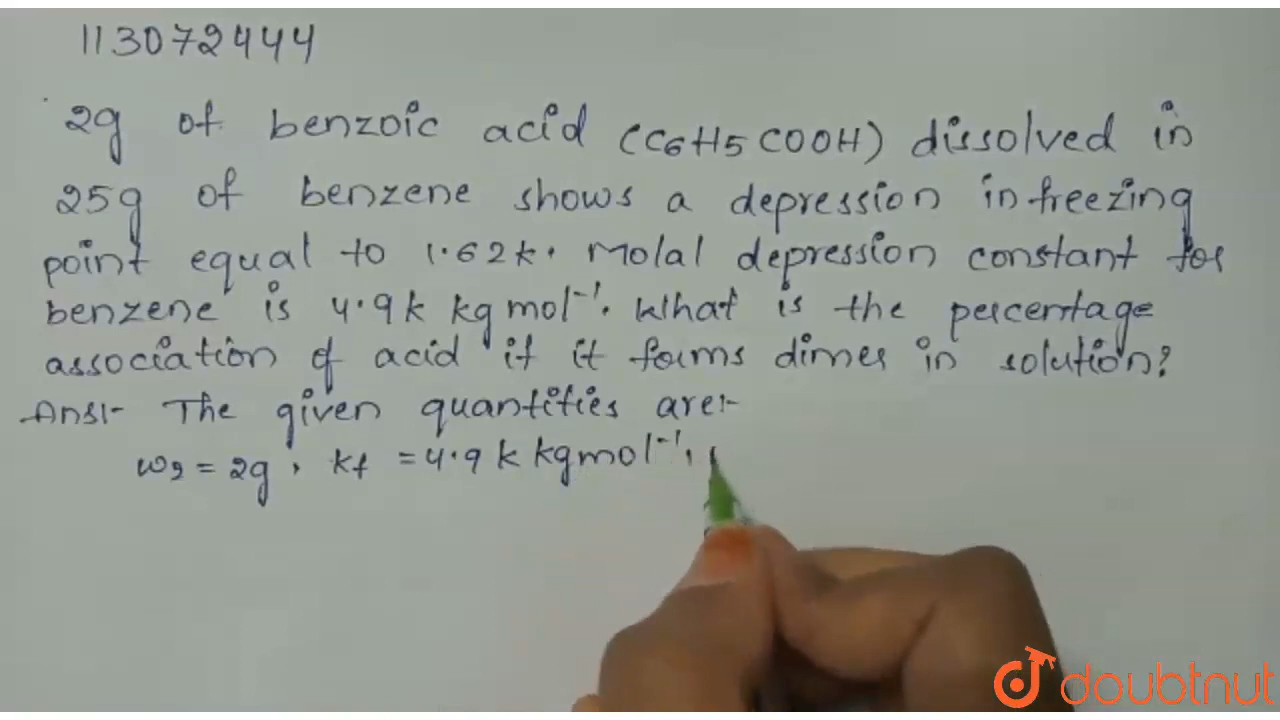 113072444
2g of benzoic acid (C6H5COOH) dissolved in
25g of benzene shows a depression in freezing
point equal to 1.62k. Molal depression constant for
benzene is 4.9k kg mol-1. What is the percentage
association of acid if it forms dimer in solution?
Ans:- The given quantities are:-
w2 = 2g, kf = 4.9 k kg mol-1,
doubtnut